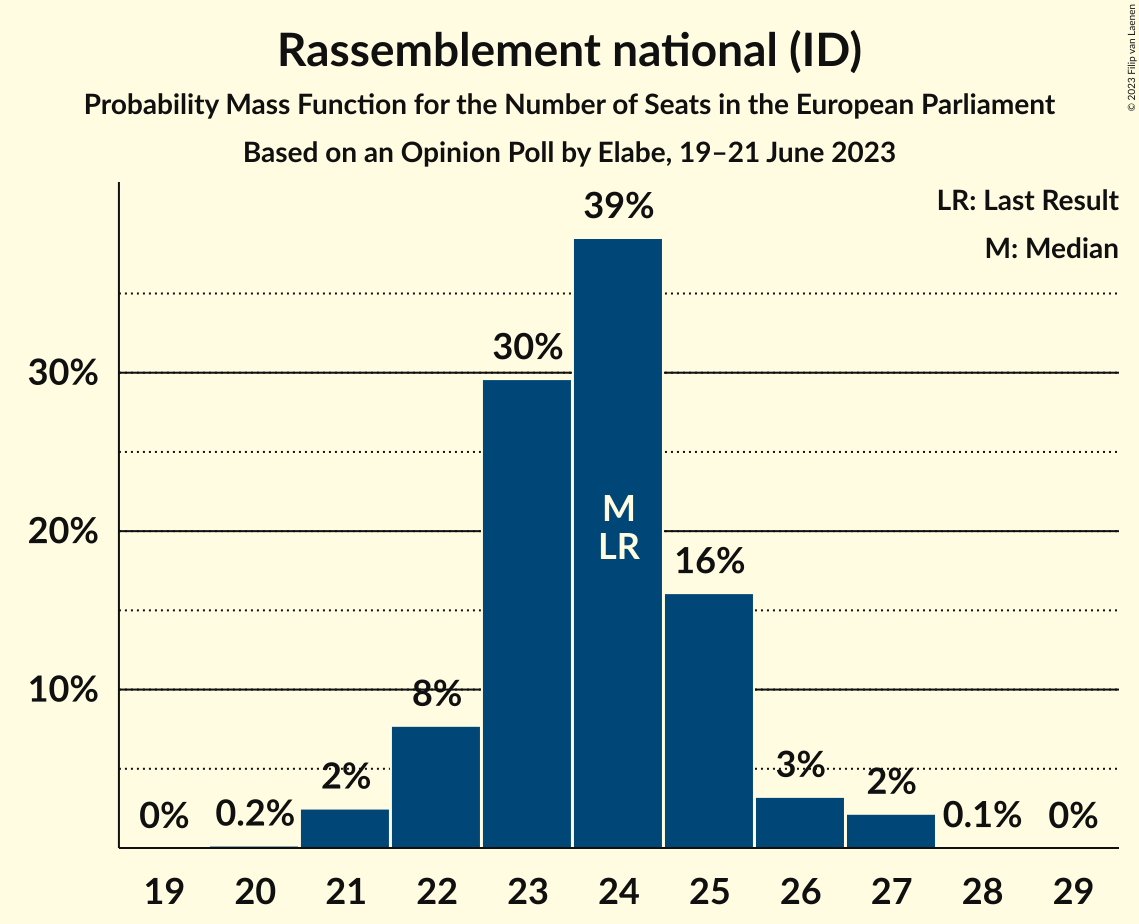 Rassemblement national (ID)
Probability Mass Function for the Number of Seats in the European Parliament
Based on an Opinion Poll by Elabe, 19–21 June 2023
© 2023 Filip van Laenen
LR: Last Result
M: Median
39%
30%
30%
20%
M
LR
16%
10%
8%
2%
3%
2%
0%
0.2%
0.1%
0%
19 20 21 22 23 24 25 26 27 28 29